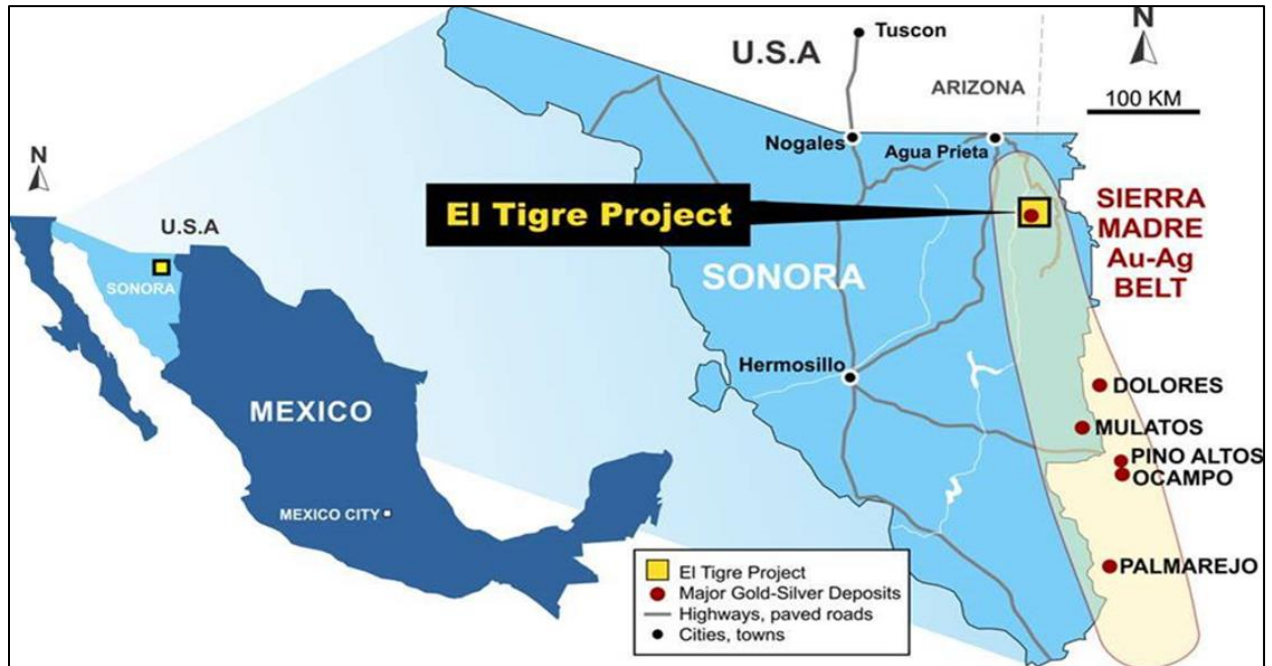 N
U.S.A
SONORA
MEXICO
MEXICO CITY
U.S.A
Tuscon
ARIZONA
N
100 KM
Nogales
Agua Prieta
El Tigre Project
SIERRA
MADRE
Au-Ag
BELT
SONORA
Hermosillo
DOLORES
MULATOS
PINO ALTOS
OCAMPO
PALMAREJO
El Tigre Project
Major Gold-Silver Deposits
Highways, paved roads
Cities, towns